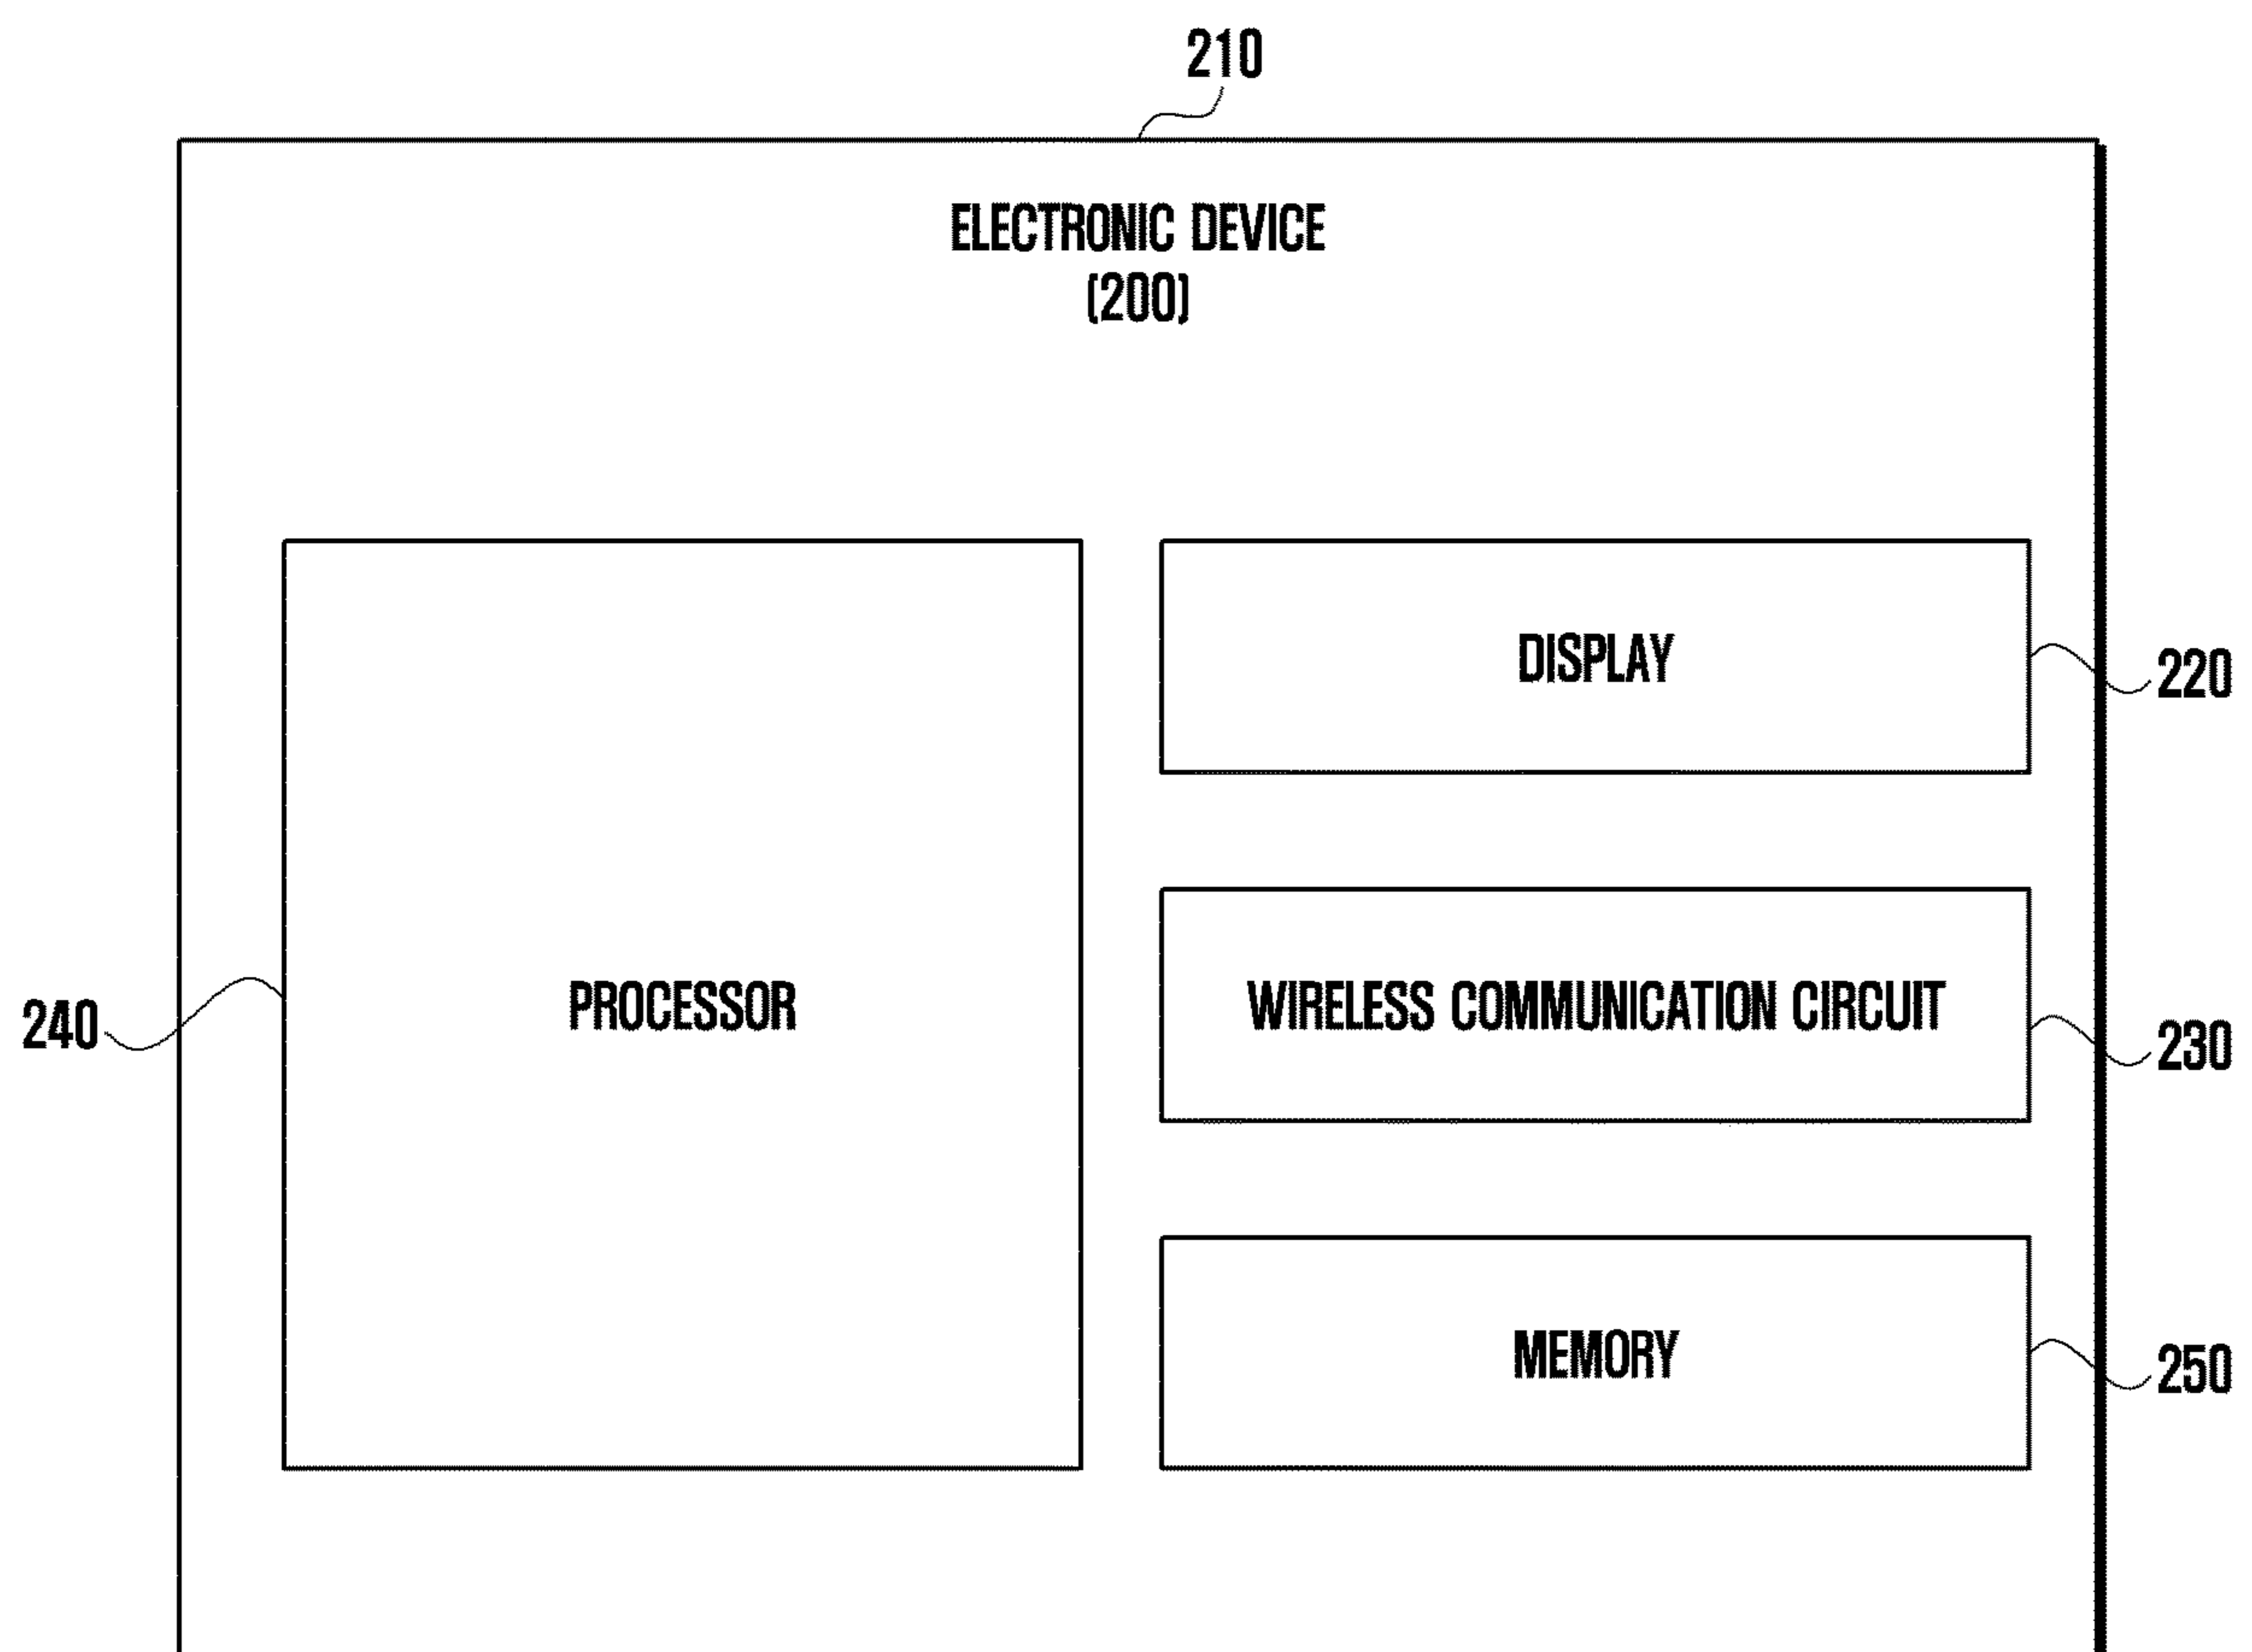 210
ELECTRONIC DEVICE
(200)
DISPLAY
220
PROCESSOR
WIRELESS COMMUNICATION CIRCUIT
240
230
MEMORY
250